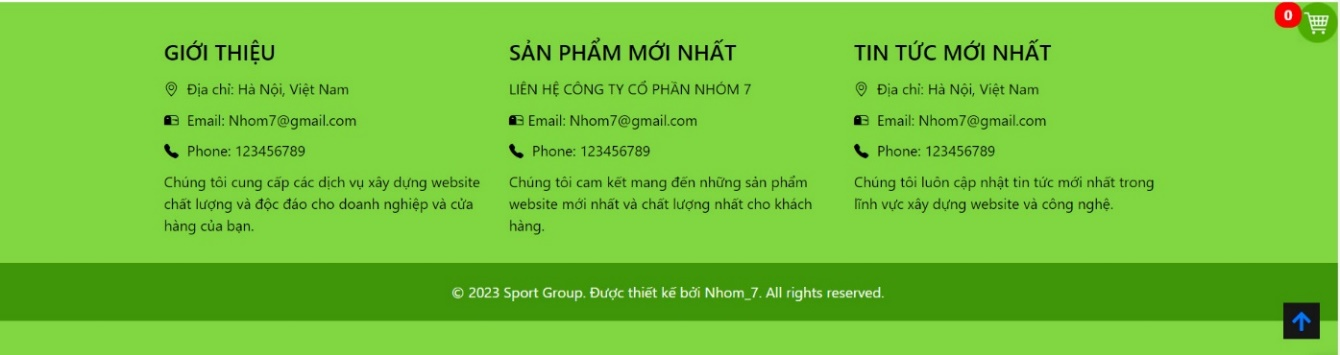 0
GIỚI THIỆU
Địa chỉ: Hà Nội, Việt Nam
Email: Nhom7@gmail.com
Phone: 123456789
Chúng tôi cung cấp các dịch vụ xây dựng website
chất lượng và độc đáo cho doanh nghiệp và cửa
hàng của bạn.
SẢN PHẨM MỚI NHẤT
LIÊN HỆ CÔNG TY CỔ PHẦN NHÓM 7
Email: Nhom7@gmail.com
Phone: 123456789
Chúng tôi cam kết mang đến những sản phẩm
website mới nhất và chất lượng nhất cho khách
hàng.
TIN TỨC MỚI NHẤT
Địa chỉ: Hà Nội, Việt Nam
Email: Nhom7@gmail.com
Phone: 123456789
Chúng tôi luôn cập nhật tin tức mới nhất trong
lĩnh vực xây dựng website và công nghệ.
© 2023 Sport Group. Được thiết kế bởi Nhom_7. All rights reserved.